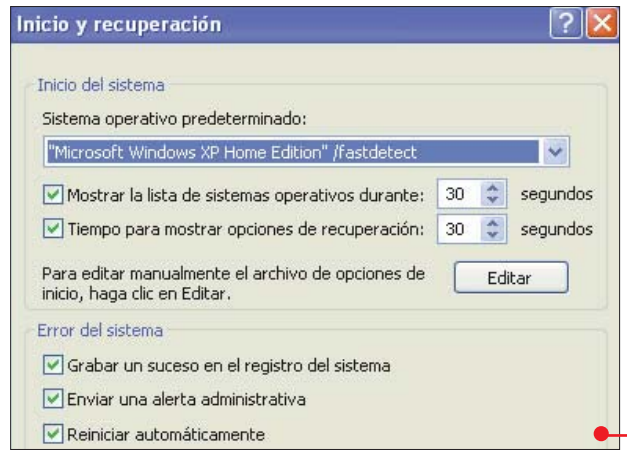 Inicio y recuperación
Inicio del sistema
Sistema operativo predeterminado:
"Microsoft Windows XP Home Edition" /fastdetect
Mostrar la lista de sistemas operativos durante: 30 segundos
Tiempo para mostrar opciones de recuperación: 30 segundos
Para editar manualmente el archivo de opciones de
inicio, haga clic en Editar.
Editar
Error del sistema
Grabar un suceso en el registro del sistema
Enviar una alerta administrativa
Reiniciar automáticamente